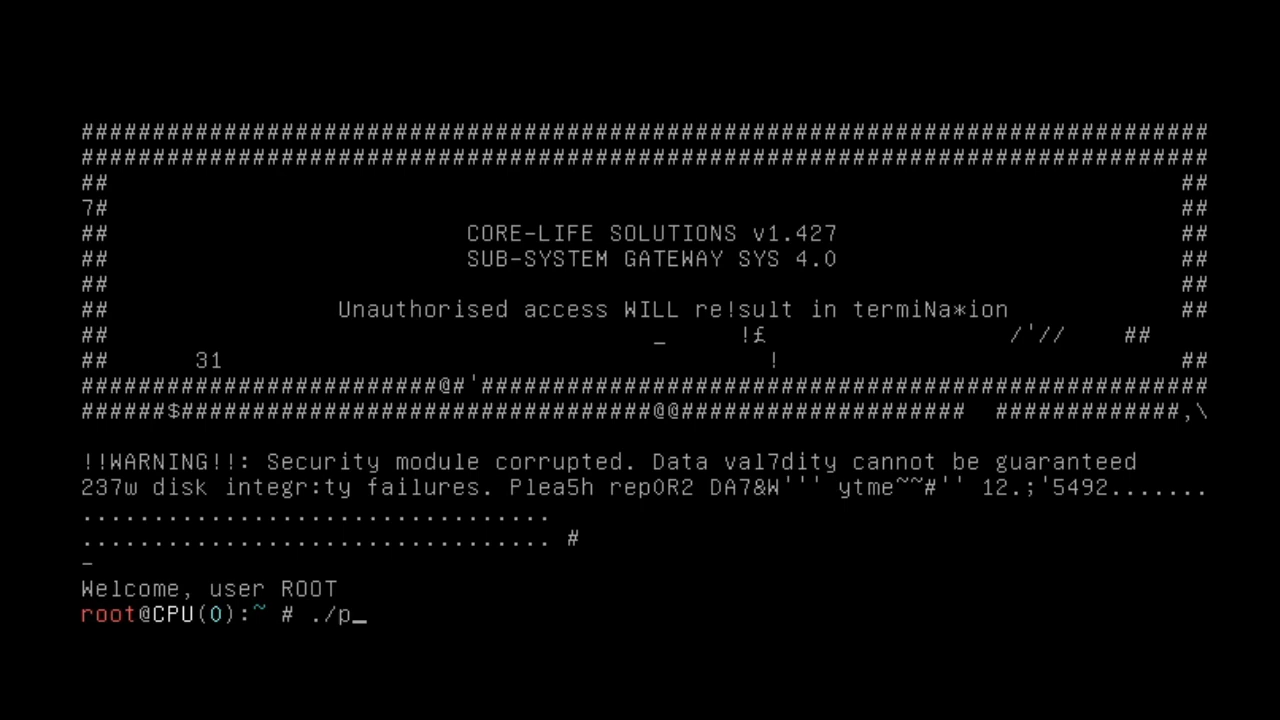 ###############################################################################
###############################################################################
## ##
7# ##
## CORE-LIFE SOLUTIONS v1.427 ##
## SUB-SYSTEM GATEWAY SYS 4.0 ##
## ##
## Unauthorised access WILL re!sult in termiNa*ion ##
## _ !£ /'// ##
## 31 ! ##
#########################@#'###################################################
######$#################################@@#################### #############,\
!!WARNING!!: Security module corrupted. Data val7dity cannot be guaranteed
237w disk integr:ty failures. Plea5h rep0R2 DA7&W''' ytme~~#'' 12.;'5492.......
.................................
................................. #
_
Welcome, user ROOT
root@CPU(0):~ # ./p_